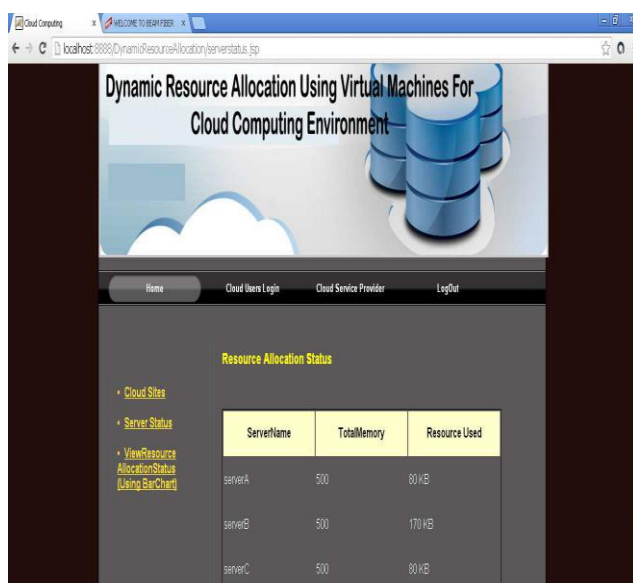 Cloud Computing
WELCOME TO BEAM FIBER
localhost:8888/DynamicResourceAllocation/serverstatus.jsp
Dynamic Resource Allocation Using Virtual Machines For
Cloud Computing Environment
Home
Cloud Users Login
Cloud Service Provider
LogOut
Cloud Sites
Server Status
ViewResource
AllocationStatus
(Using BarChart)
Resource Allocation Status
ServerName TotalMemory Resource Used
serverA 500 80 KB
serverB 500 170 KB
serverC 500 80 KB